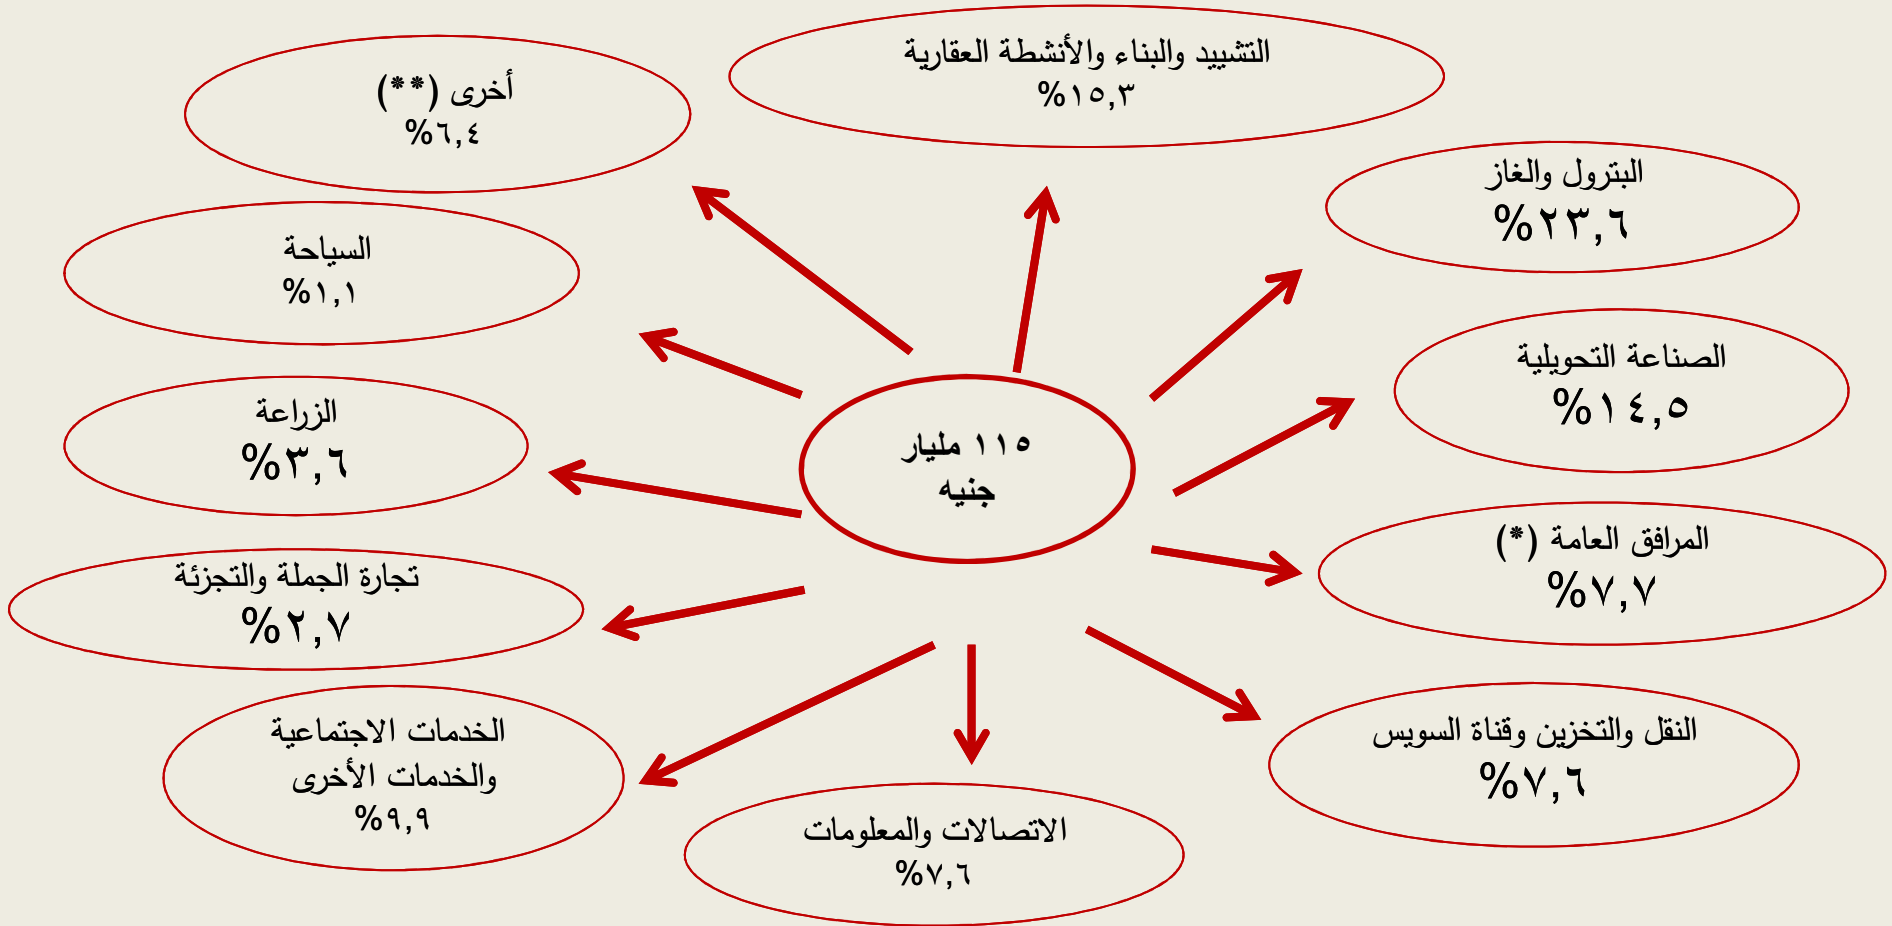 التشييد والبناء والأنشطة العقارية
%١٥,٣
البترول والغاز
%٢٣,٦
الصناعة التحويلية
%١٤,٥
المرافق العامة (*)
%٧,٧
النقل والتخزين وقناة السويس
%٧,٦
الاتصالات والمعلومات
%٧,٦
الخدمات الاجتماعية
والخدمات الأخرى
%٩,٩
تجارة الجملة والتجزئة
%٢,٧
الزراعة
%٣,٦
السياحة
%١,١
أخرى (**)
%٦,٤
١١٥ مليار
جنيه